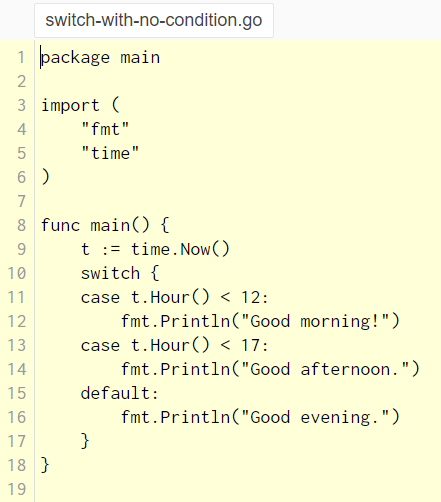 switch-with-no-condition.go
1 package main
2
3 import (
4     "fmt"
5     "time"
6 )
7
8 func main() {
9     t := time.Now()
10     switch {
11     case t.Hour() < 12:
12         fmt.Println("Good morning!")
13     case t.Hour() < 17:
14         fmt.Println("Good afternoon.")
15     default:
16         fmt.Println("Good evening.")
17     }
18 }
19